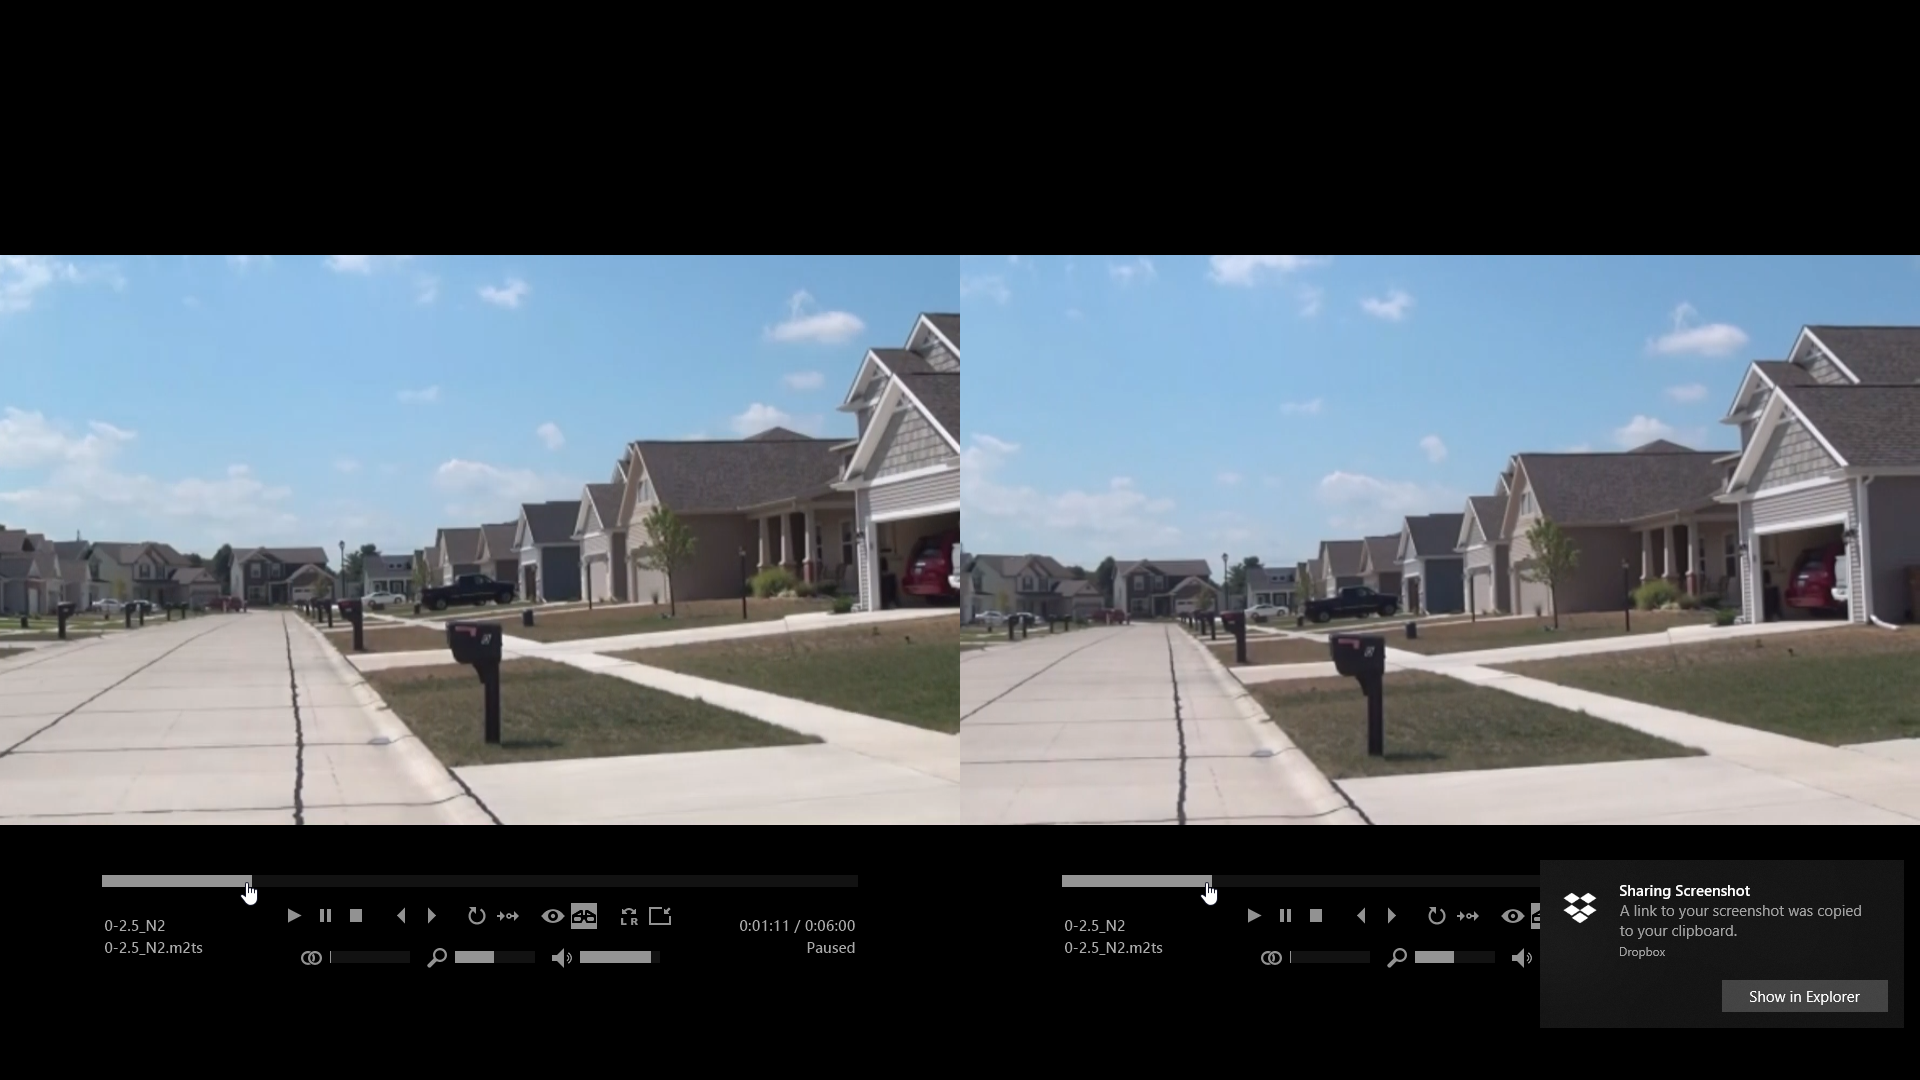 0-2.5_N2
0-2.5_N2.m2ts
R
0:01:11 / 0:06:00
Paused
0-2.5_N2
0-2.5_N2.m2ts
Sharing Screenshot
A link to your screenshot was copied
to your clipboard.
Dropbox
Show in Explorer